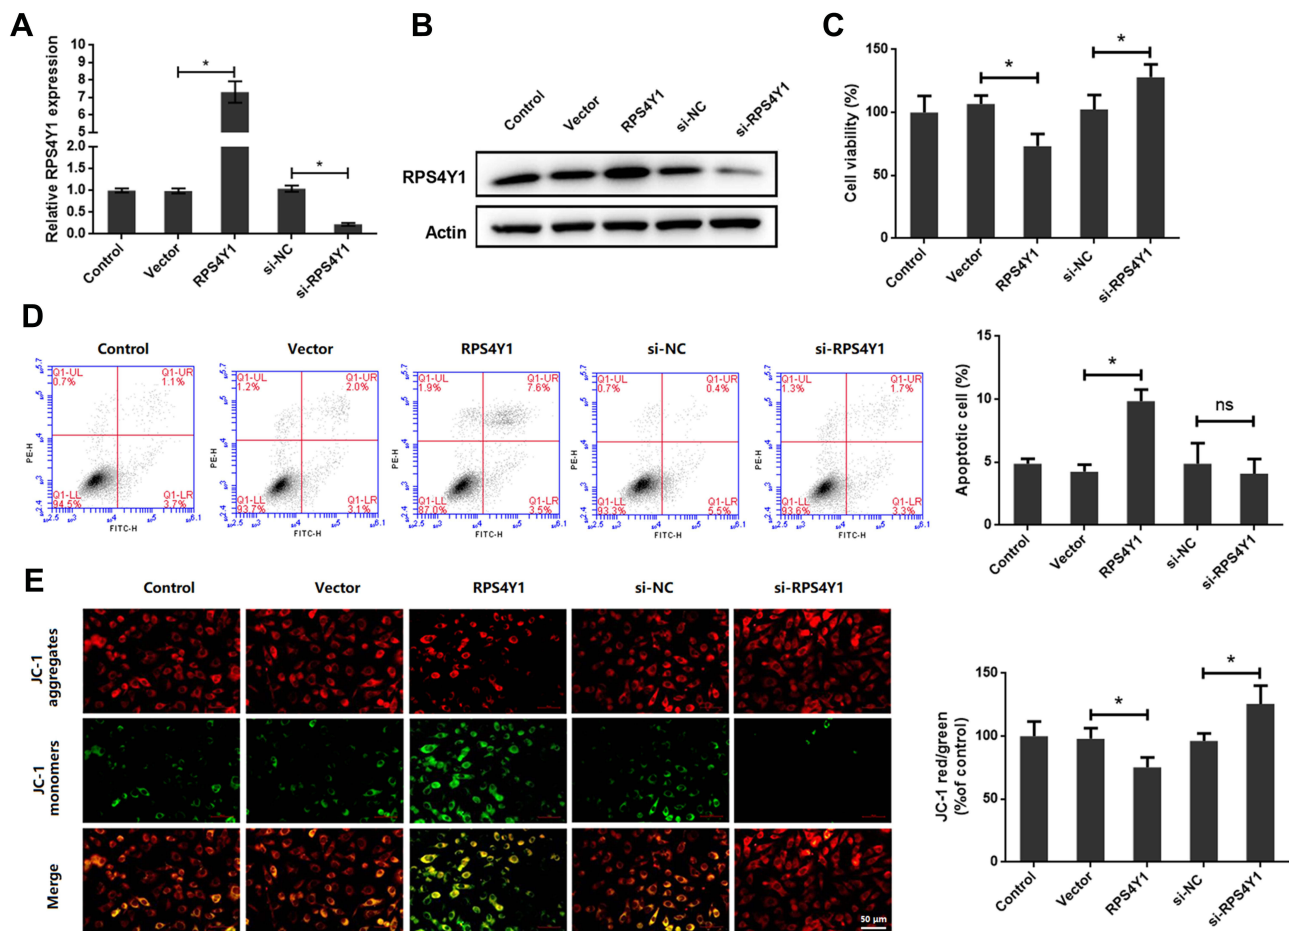 A
Relative RPS4Y1 expression
10
9
8
7
6
5
2.0
1.5
1.0
0.5
0.0
*
*
Control
Vector
RPS4Y1
si-NC
si-RPS4Y1
B
Control
Vector
RPS4Y1
si-NC
si-RPS4Y1
RPS4Y1
Actin
C
Cell viability (%)
150
100
50
0
*
*
Control
Vector
RPS4Y1
si-NC
si-RPS4Y1
D
Control
Q1-UL
0.7%
Q1-UR
1.1%
Q1-LL
94.5%
Q1-LR
3.7%
PE-H
FITC-H
Vector
Q1-UL
1.2%
Q1-UR
2.0%
Q1-LL
93.7%
Q1-LR
3.1%
PE-H
FITC-H
RPS4Y1
Q1-UL
1.9%
Q1-UR
7.6%
Q1-LL
87.0%
Q1-LR
3.5%
PE-H
FITC-H
si-NC
Q1-UL
0.7%
Q1-UR
0.4%
Q1-LL
93.3%
Q1-LR
5.5%
PE-H
FITC-H
si-RPS4Y1
Q1-UL
1.3%
Q1-UR
1.7%
Q1-LL
93.6%
Q1-LR
3.3%
PE-H
FITC-H
Apoptotic cell (%)
15
10
5
0
*
ns
Control
Vector
RPS4Y1
si-NC
si-RPS4Y1
E
Control
Vector
RPS4Y1
si-NC
si-RPS4Y1
JC-1
aggregates
JC-1
monomers
Merge
50 μm
JC-1 red/green
(%of control)
150
100
50
0
*
*
Control
Vector
RPS4Y1
si-NC
si-RPS4Y1